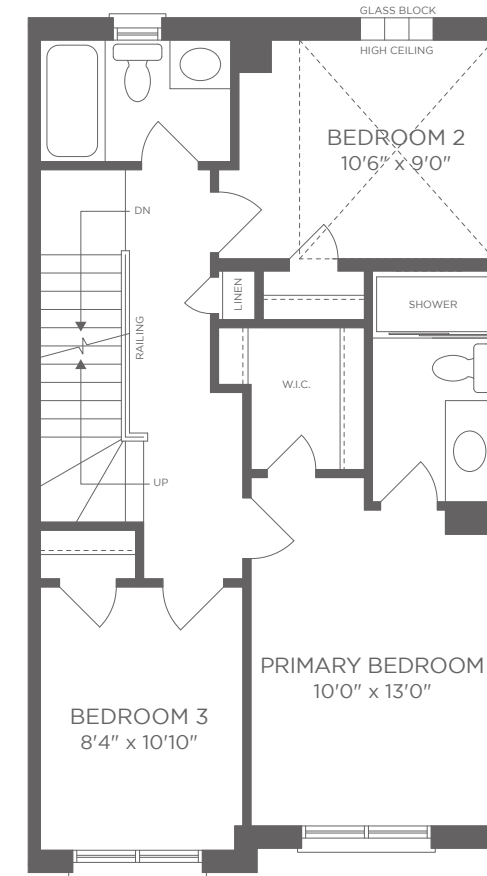 GLASS BLOCK
HIGH CEILING
BEDROOM 2
10'6" x 9'0"
DN
LINEN
SHOWER
RAILING
W.I.C.
UP
PRIMARY BEDROOM
10'0" x 13'0"
BEDROOM 3
8'4" x 10'10"